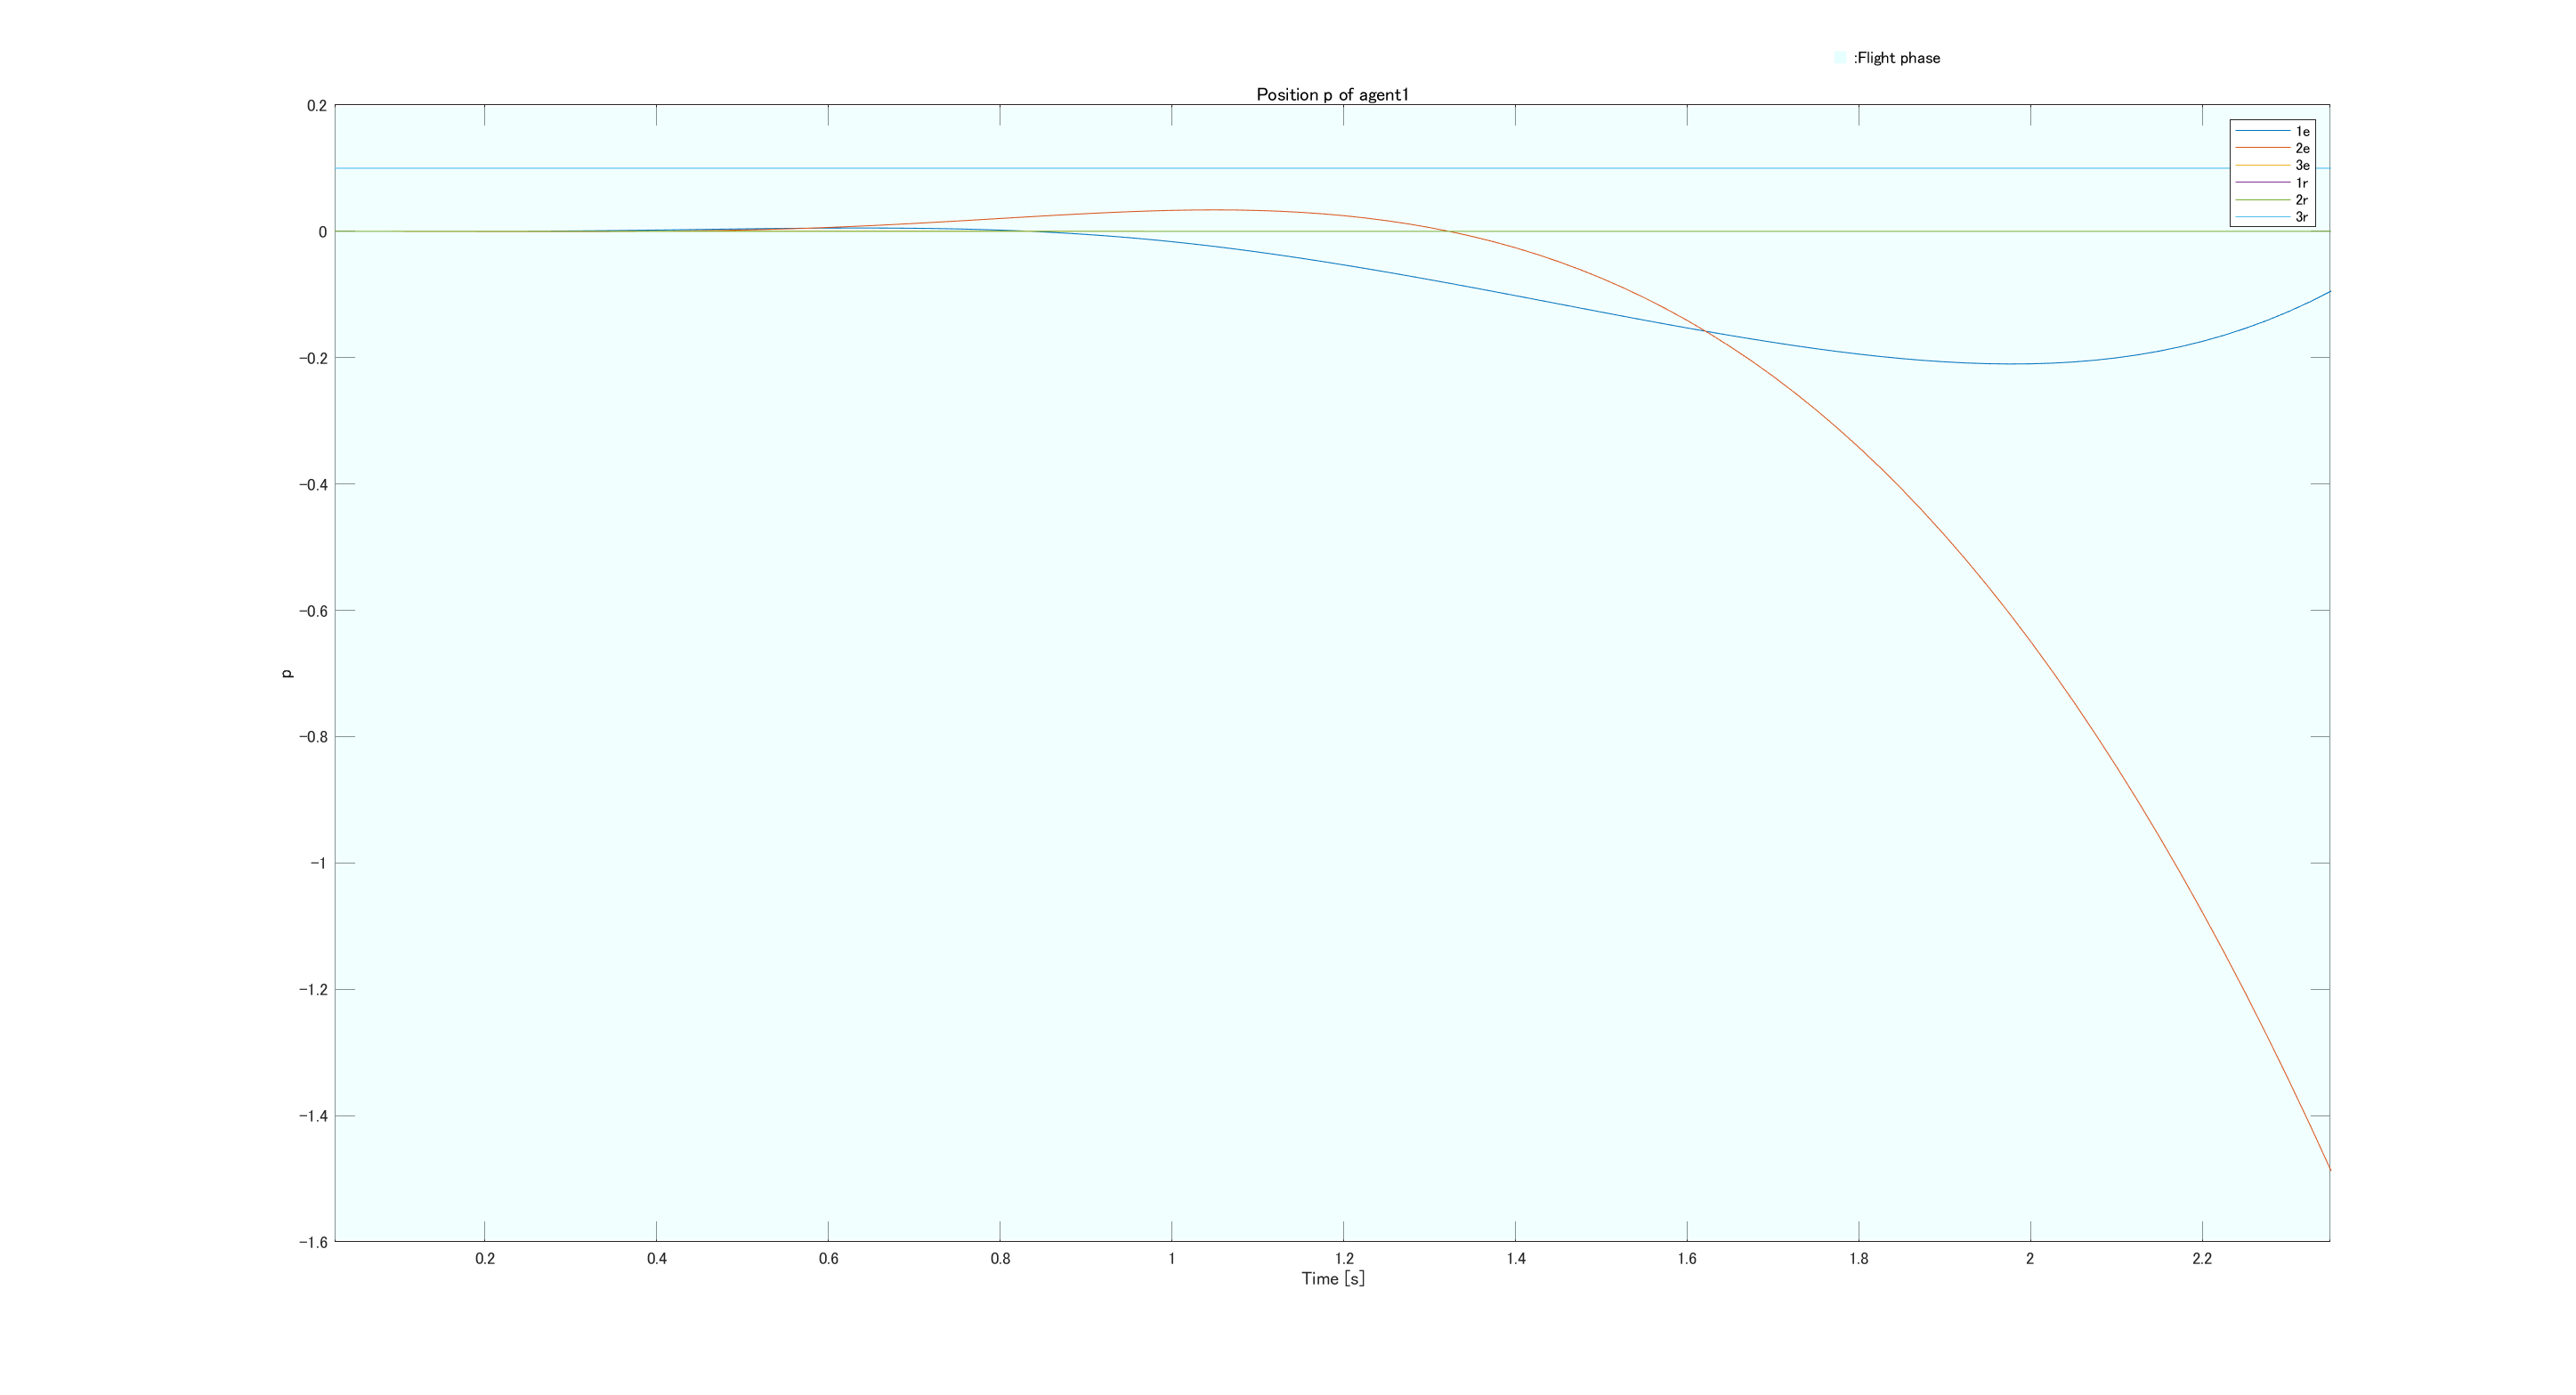 :Flight phase
Position p of agent1
0.2
0
-0.2
-0.4
-0.6
-0.8
-1
-1.2
-1.4
-1.6
p
1e
2e
3e
1r
2r
3r
0.2 0.4 0.6 0.8 1 1.2 1.4 1.6 1.8 2 2.2
Time [s]